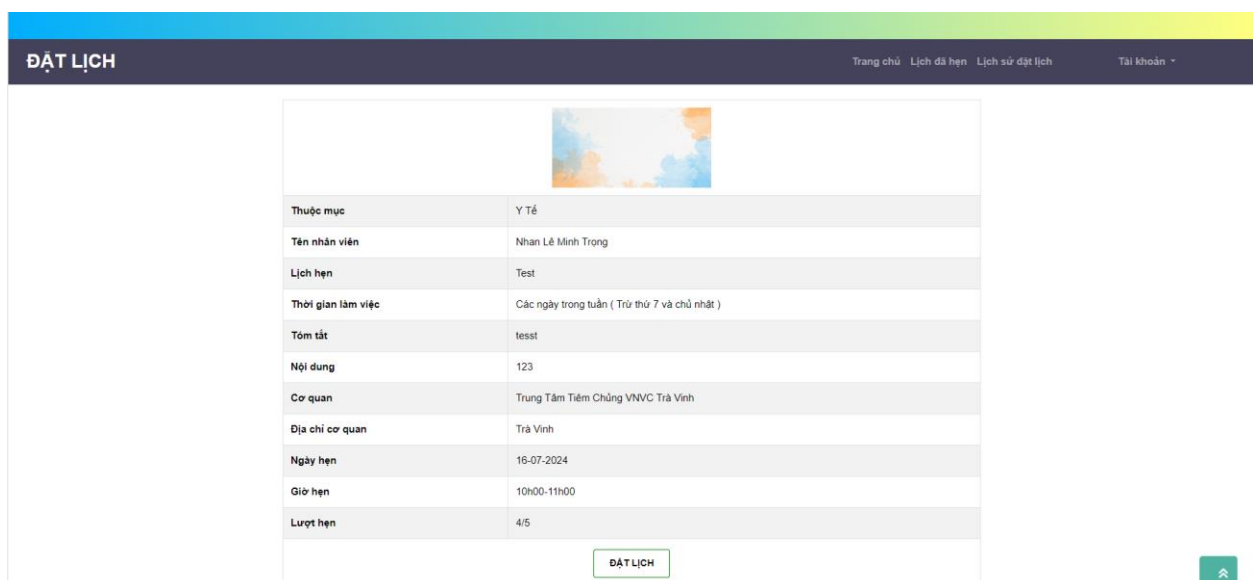 ĐẶT LỊCH
Trang chủ Lịch đã hẹn Lịch sử đặt lịch Tài khoản
Thuộc mục Y Tế
Tên nhân viên Nhan Lê Minh Trọng
Lịch hẹn Test
Thời gian làm việc Các ngày trong tuần ( Trừ thứ 7 và chủ nhật )
Tóm tắt tesst
Nội dung 123
Cơ quan Trung Tâm Tiêm Chủng VNVC Trà Vinh
Địa chỉ cơ quan Trà Vinh
Ngày hẹn 16-07-2024
Giờ hẹn 10h00-11h00
Lượt hẹn 4/5
ĐẶT LỊCH